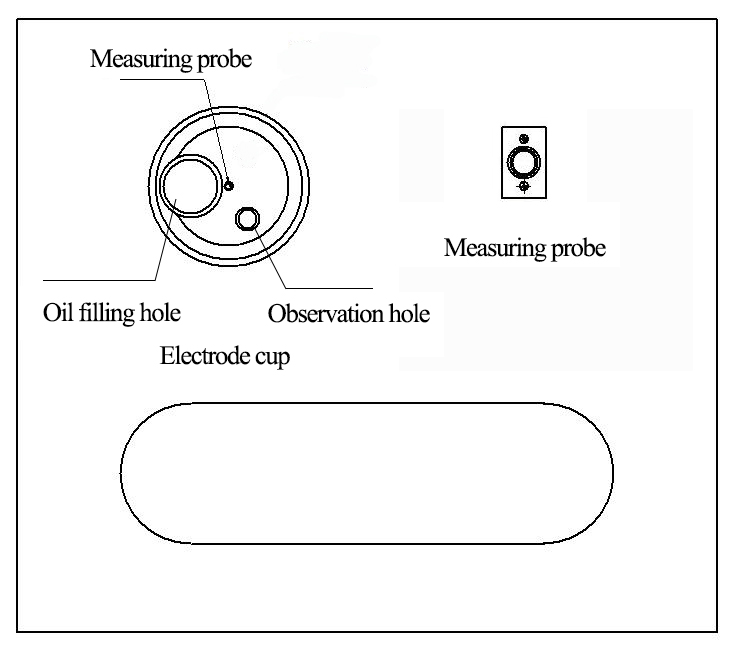 Measuring probe
Measuring probe
Oil filling hole
Observation hole
Electrode cup